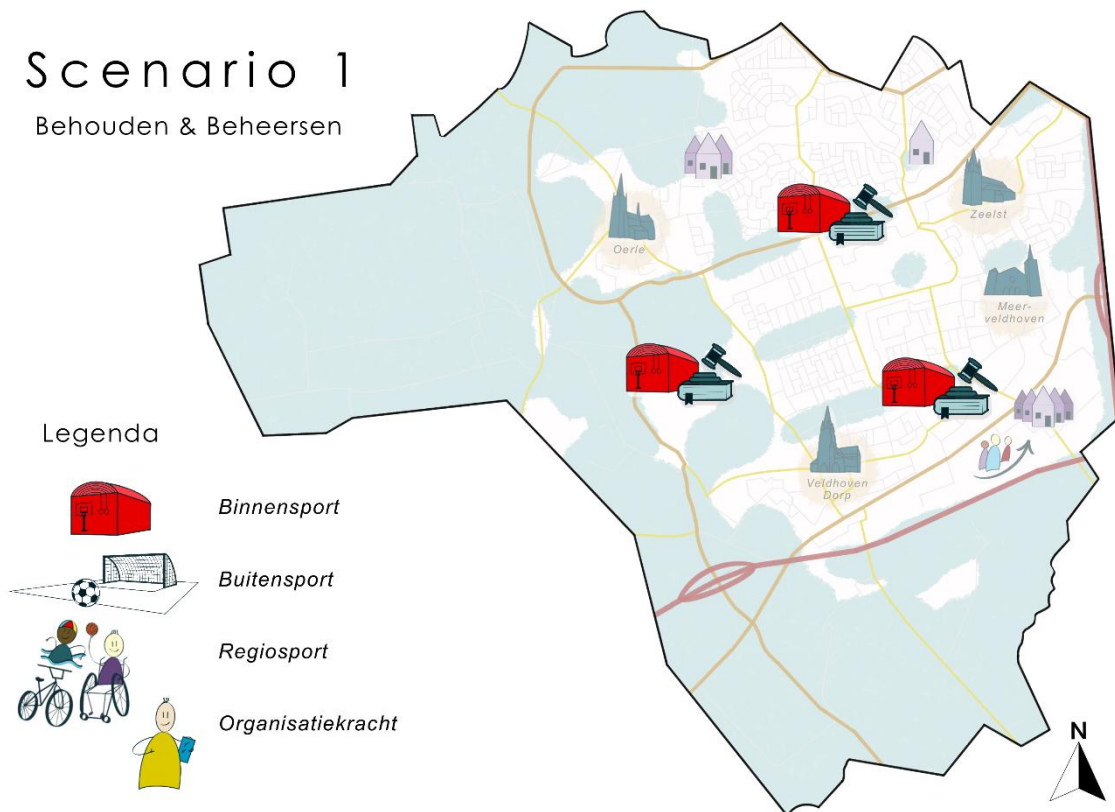 Scenario 1
Behouden & Beheersen
Oerle
Zeelst
Meer-
veldhoven
Veldhoven
Dorp
Legenda
Binnensport
Buitensport
Regiosport
Organisatiekracht
N